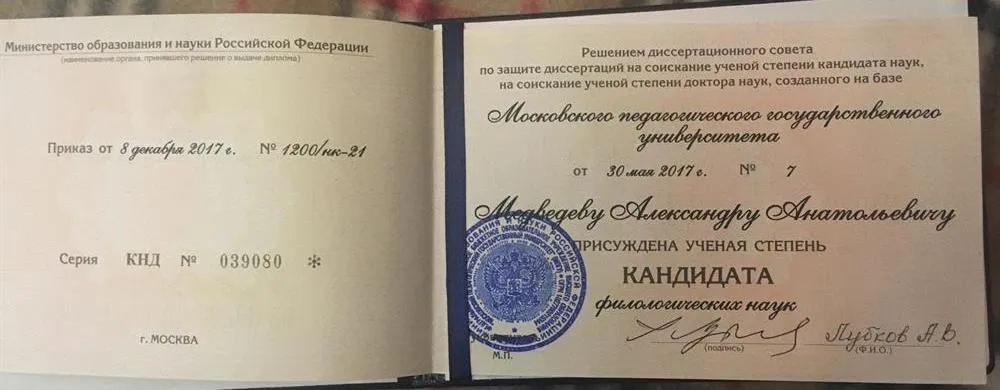 Министерство образования и науки Российской Федерации
(наименование органа, принявшего решение о выдаче диплома)
Приказ от 8 декабря 2017 г. № 1200/нк-21
Серия КНД № 039080 *
г. МОСКВА
Решением диссертационного совета
по защите диссертаций на соискание ученой степени кандидата наук,
на соискание ученой степени доктора наук, созданного на базе
Московского педагогического государственного
университета
от 30 мая 2017 г. № 7
Медведеву Александру Анатольевичу
ПРИСУЖДЕНА УЧЕНАЯ СТЕПЕНЬ
КАНДИДАТА
филологических наук
(подпись)
Лубков А.В.
(Ф.И.О.)
М.П.